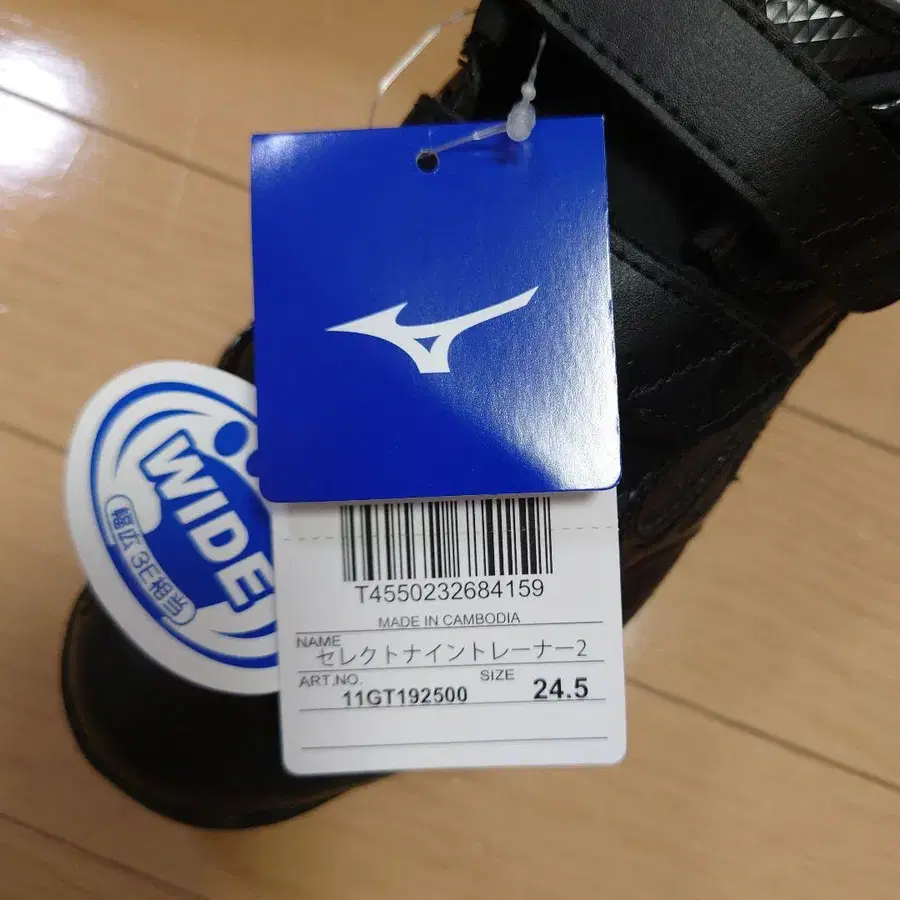 WIDE
幅広 3E相当
T4550232684159
MADE IN CAMBODIA
NAME セレクトナイントレーナー2
ART.NO. 11GT192500 SIZE 24.5